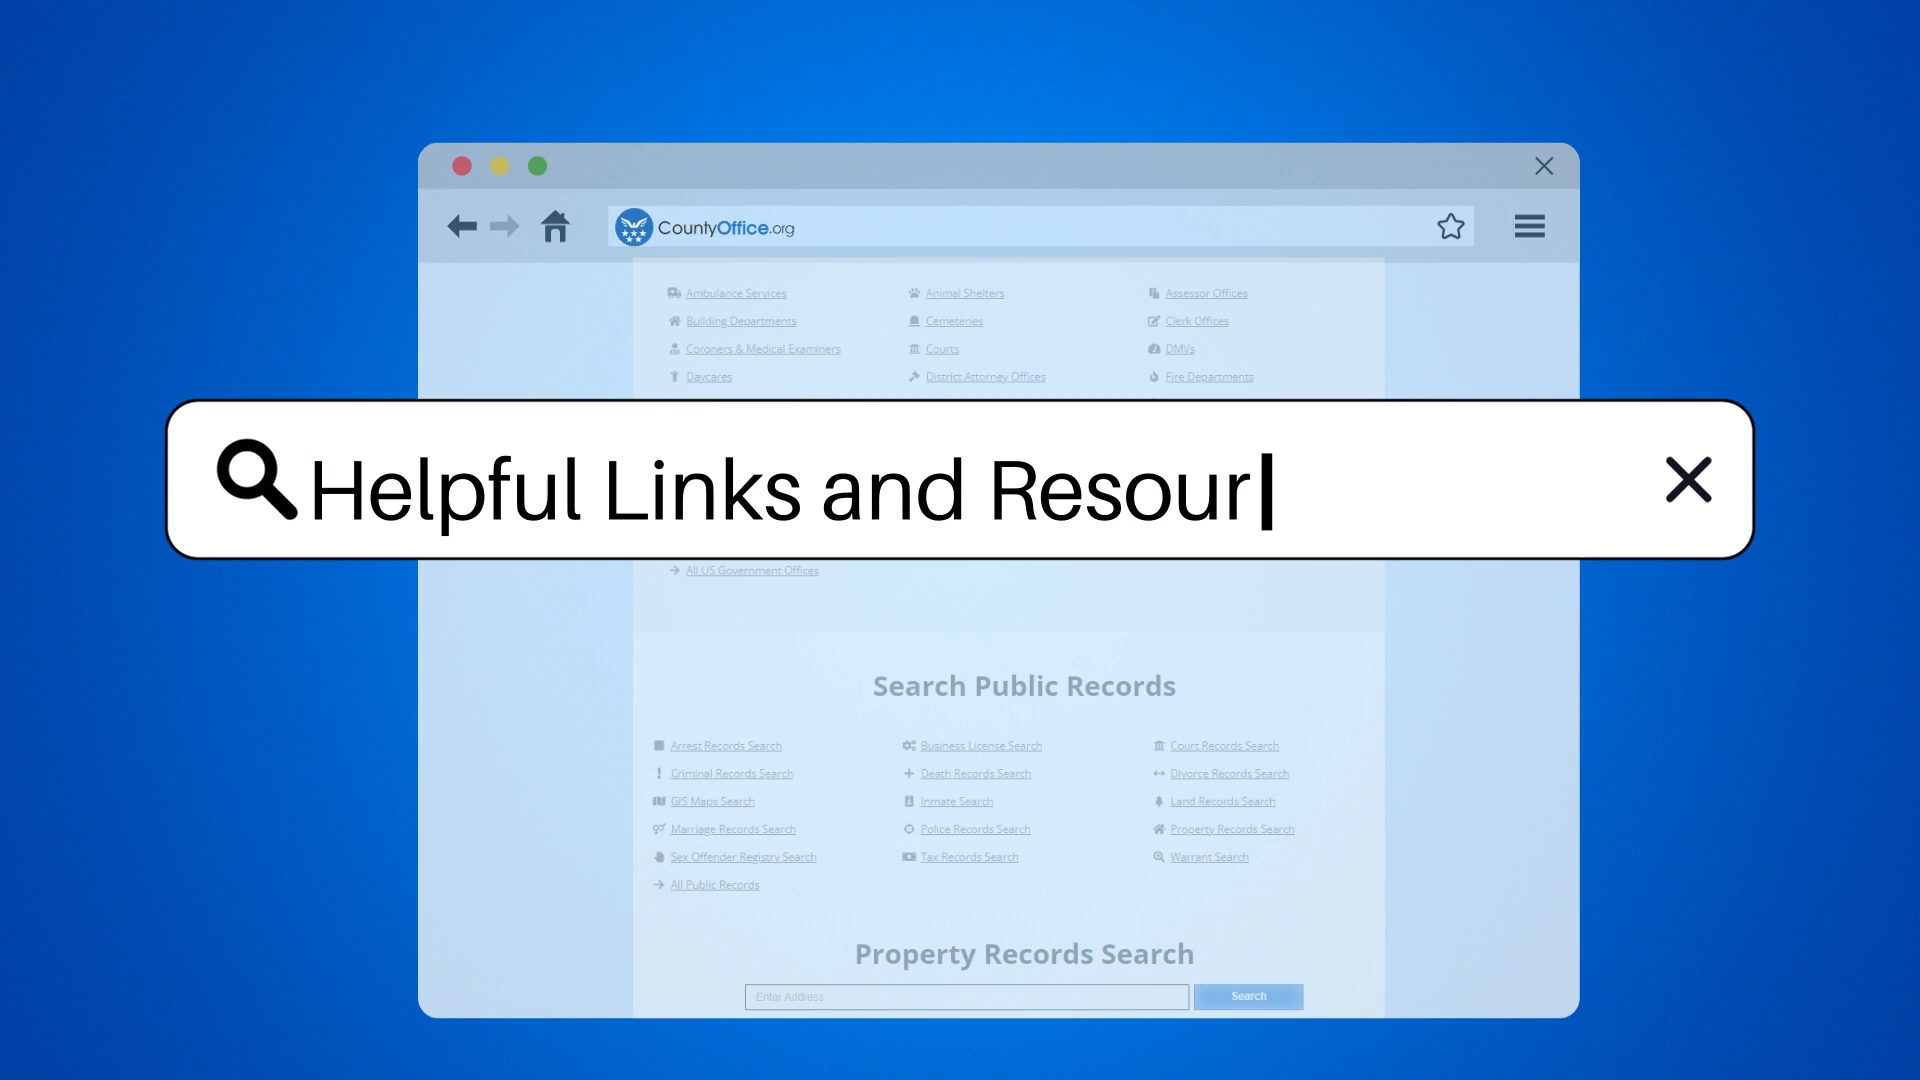 CountyOffice.org
Ambulance Services Animal Shelters Assessor Offices
Building Departments Cemeteries Clerk Offices
Coroners & Medical Examiners Courts DMVs
Daycares District Attorney Offices Fire Departments
Helpful Links and Resour
All US Government Offices
Search Public Records
Arrest Records Search Business License Search Court Records Search
Criminal Records Search Death Records Search Divorce Records Search
GIS Maps Search Inmate Search Land Records Search
Marriage Records Search Police Records Search Property Records Search
Sex Offender Registry Search Tax Records Search Warrant Search
All Public Records
Property Records Search
Enter Address Search